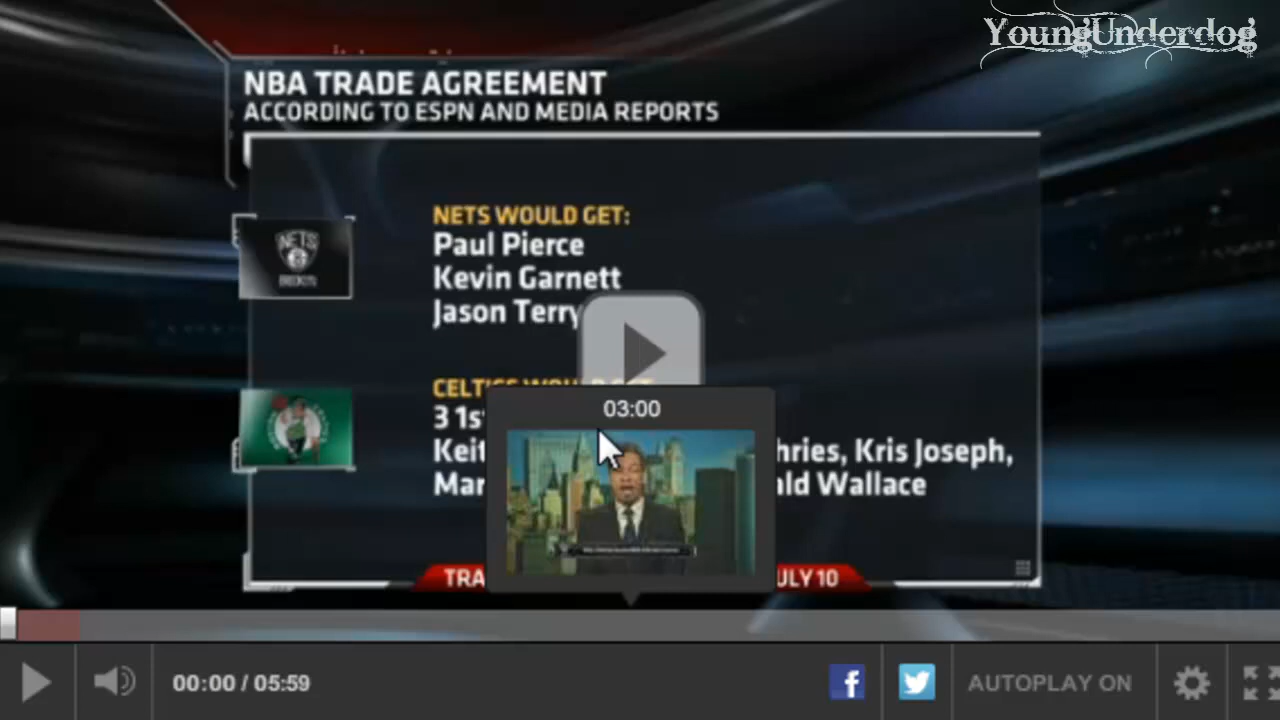 YoungUnderdog
NBA TRADE AGREEMENT
ACCORDING TO ESPN AND MEDIA REPORTS
NETS WOULD GET:
Paul Pierce
NETS
Kevin Garnett
Jason Terry
3 1s
03:00
Keit hries, Kris Joseph,
Mar ald Wallace
TRA ULY 10
00:00 / 05:59
f
AUTOPLAY ON